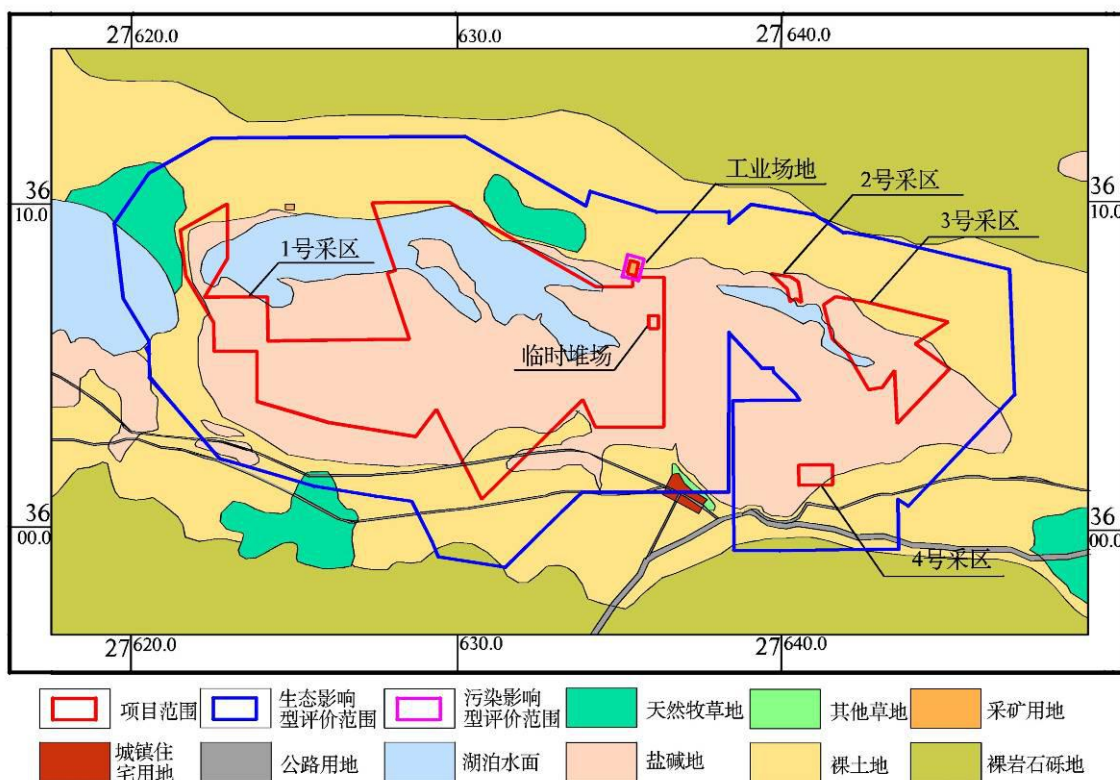 27620.0
630.0
27640.0
36
10.0
36
10.0
工业场地
2号采区
3号采区
1号采区
临时堆场
4号采区
36
00.0
36
00.0
27620.0
630.0
27640.0
项目范围
生态影响
型评价范围
污染影响
型评价范围
天然牧草地
其他草地
采矿用地
城镇住
宅用地
公路用地
湖泊水面
盐碱地
裸土地
裸岩石砾地